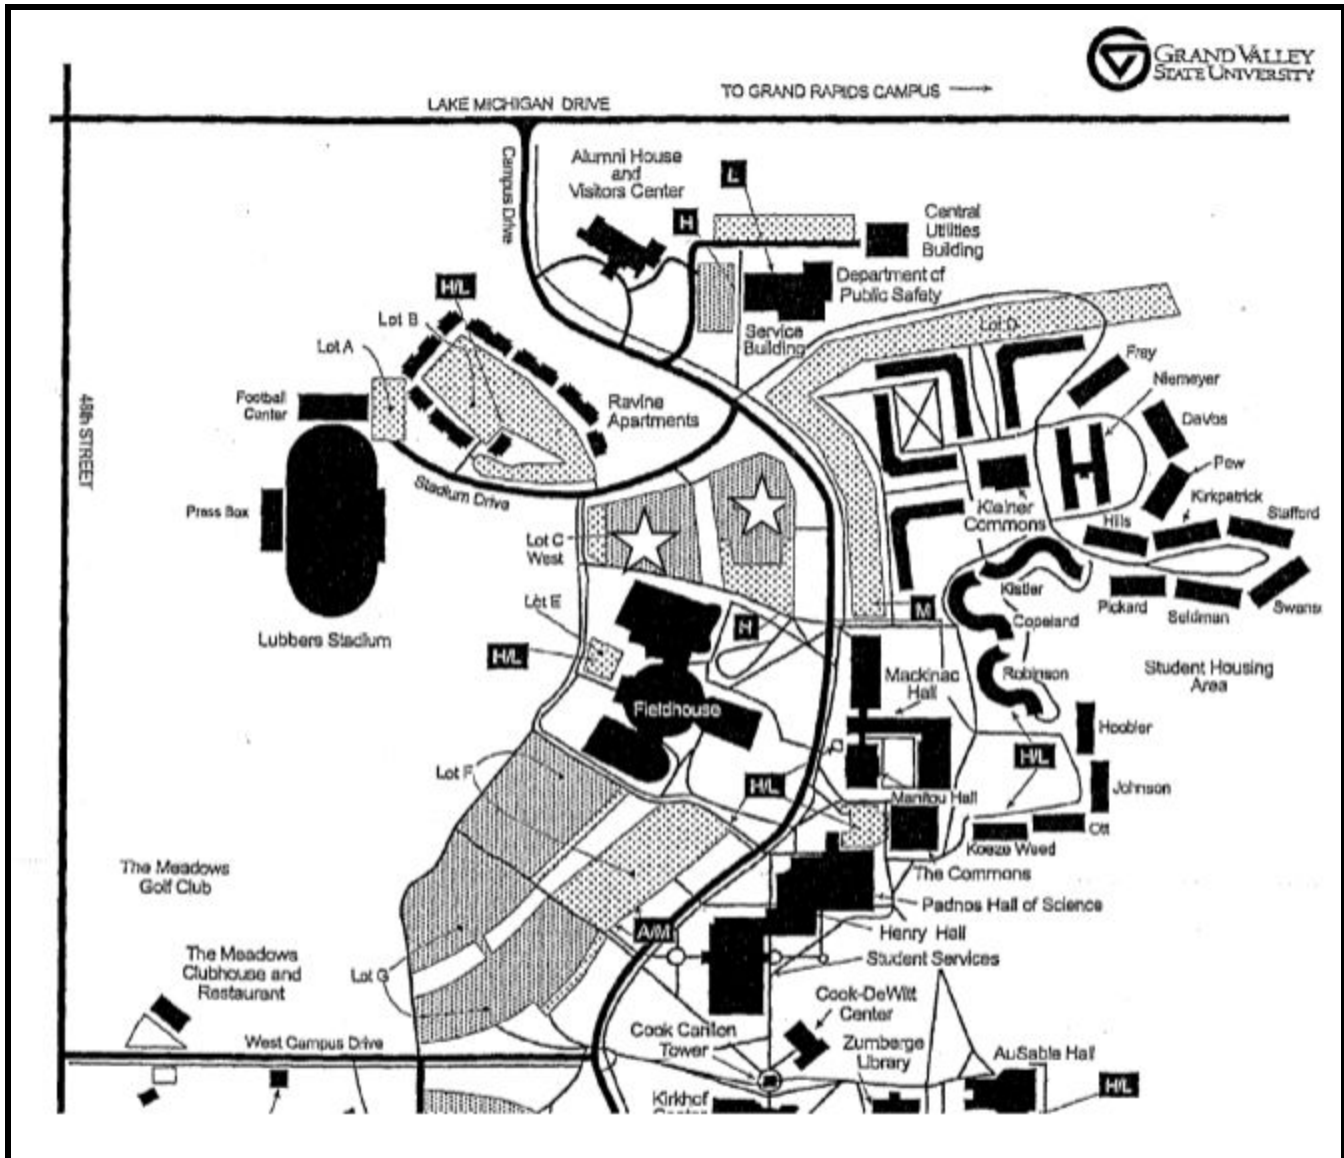 GRAND VALLEY
STATE UNIVERSITY
TO GRAND RAPIDS CAMPUS
LAKE MICHIGAN DRIVE
Campus Drive
Alumni House
and
Visitors Center
L
H
Central
Utilities
Building
Department of
Public Safety
Service
Building
H/L
Lot B
Lot A
Lot D
Football
Center
Ravine
Apartments
48th STREET
Stadium Drive
Press Box
Lubbers Stadium
Frey
Niemeyer
DeVos
Pew
Kirkpatrick
Stafford
Kleiner
Commons
Hills
Lot C
West
Lot E
H/L
H
M
Kistler
Copeland
Pickard
Seidman
Swans
Robinson
Student Housing
Area
Mackinac
Hall
Fieldhouse
Hoobler
H/L
Johnson
Lot F
H/L
Manitou Hall
Ott
Koeze Weed
The Commons
The Meadows
Golf Club
Padnos Hall of Science
A/M
Henry Hall
Student Services
The Meadows
Clubhouse and
Restaurant
Lot G
Cook-DeWitt
Center
Cook Carillon
Tower
Zumberge
Library
AuSable Hall
West Campus Drive
H/L
Kirkhof
Center